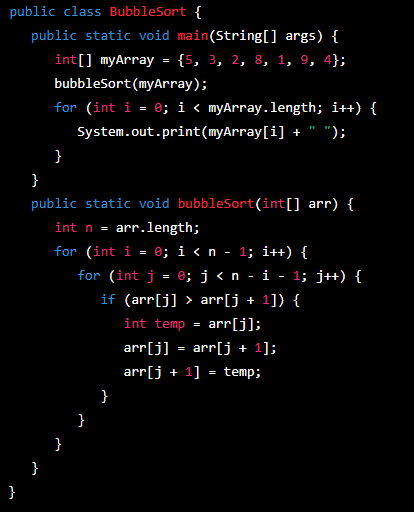 public class BubbleSort {
public static void main(String[] args) {
int[] myArray = {5, 3, 2, 8, 1, 9, 4};
bubbleSort(myArray);
for (int i = 0; i < myArray.length; i++) {
System.out.print(myArray[i] + " ");
}
}
public static void bubbleSort(int[] arr) {
int n = arr.length;
for (int i = 0; i < n - 1; i++) {
for (int j = 0; j < n - i - 1; j++) {
if (arr[j] > arr[j + 1]) {
int temp = arr[j];
arr[j] = arr[j + 1];
arr[j + 1] = temp;
}
}
}
}
}